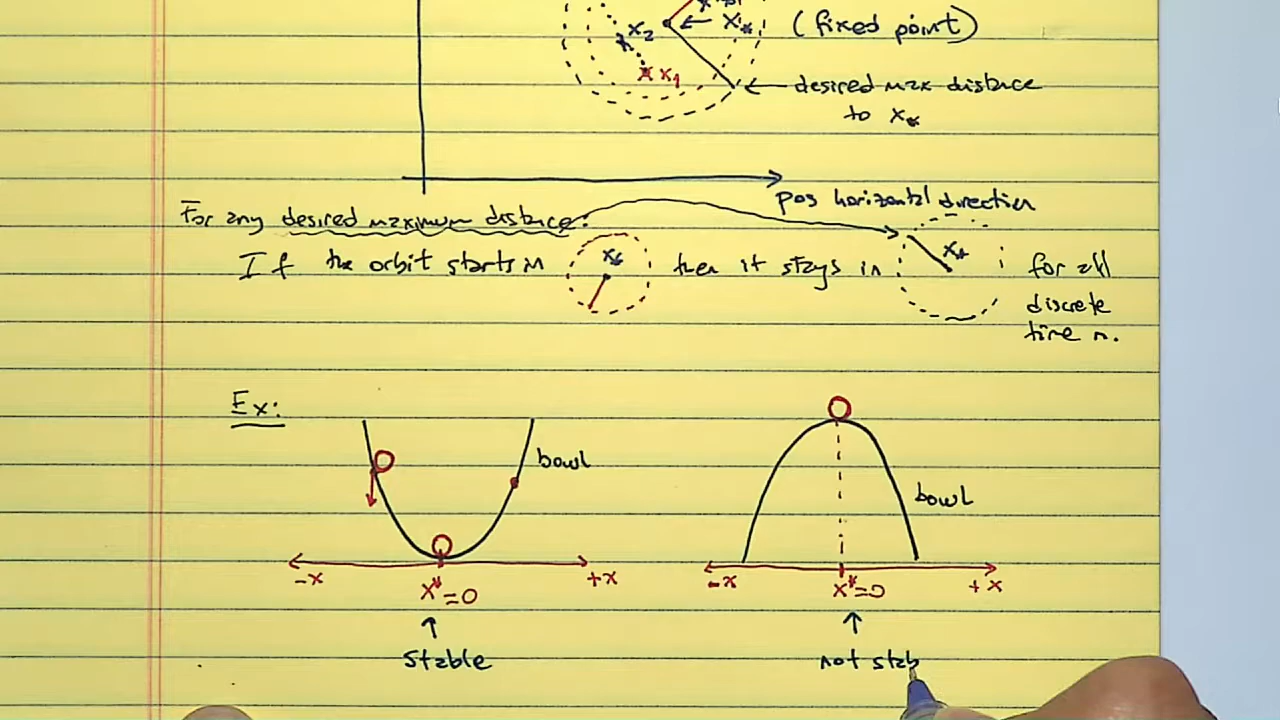 x₂ ← x* (fixed point)
x₁ ← desired max distance
to x*
pos horizontal direction
For any desired maximum distance:
If the orbit starts in x* then it stays in x* for all
discrete
time n.
Ex:
bowl
bowl
-x +x
x*=0
-x +x
x*=0
↑
stable
↑
not stab